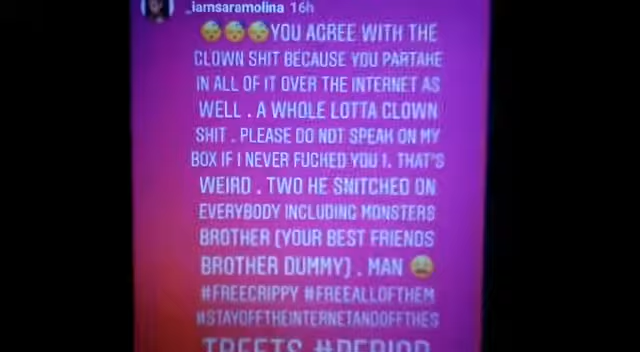 _iamsaramolina 16h
😴😴😴YOU AGREE WITH THE
CLOWN SHIT BECAUSE YOU PARTAKE
IN ALL OF IT OVER THE INTERNET AS
WELL . A WHOLE LOTTA CLOWN
SHIT . PLEASE DO NOT SPEAK ON MY
BOX IF I NEVER FUCKED YOU 1. THAT'S
WEIRD . TWO HE SNITCHED ON
EVERYBODY INCLUDING MONSTERS
BROTHER (YOUR BEST FRIENDS
BROTHER DUMMY) . MAN 😩
#FREECRIPPY #FREEALLOFTHEM
#STAYOFFTHEINTERNETANDOFFTHES
TREETS #PERIOD